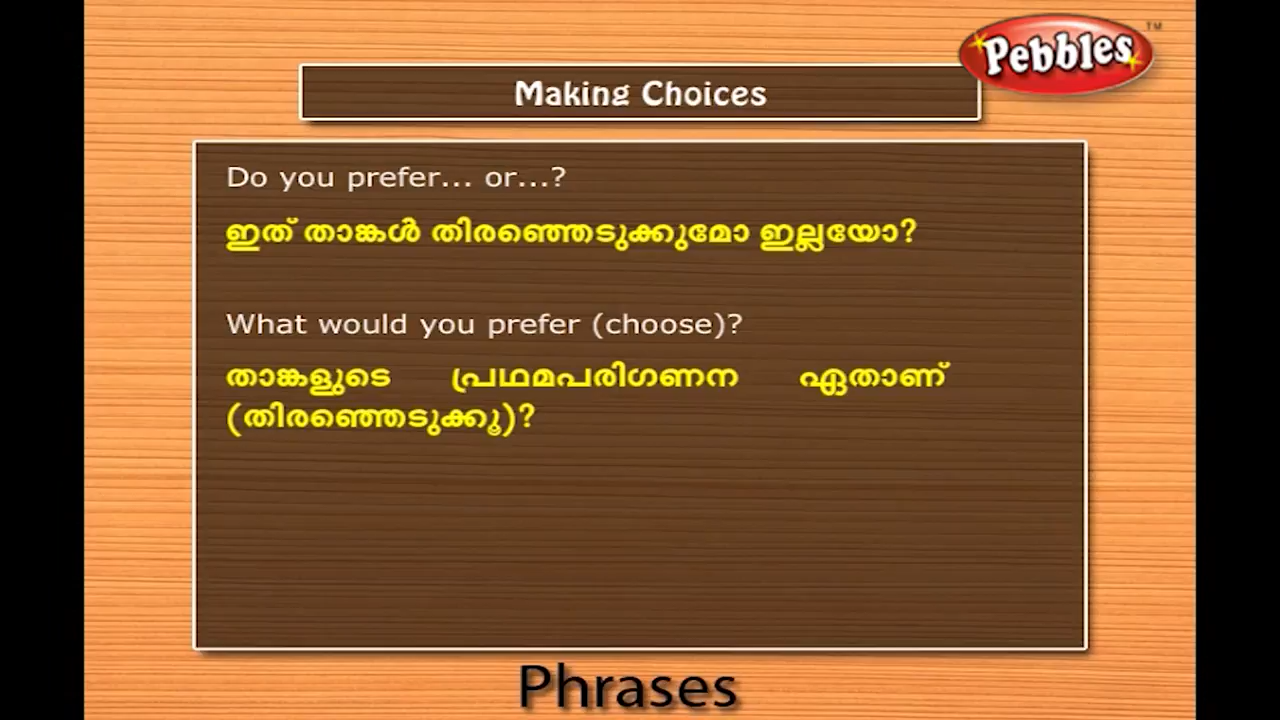 Pebbles™
Making Choices
Do you prefer... or...?
ഇത് താങ്കൾ തിരഞ്ഞെടുക്കുമോ ഇല്ലയോ?
What would you prefer (choose)?
താങ്കളുടെ പ്രഥമപരിഗണന ഏതാണ്
(തിരഞ്ഞെടുക്കൂ)?
Phrases